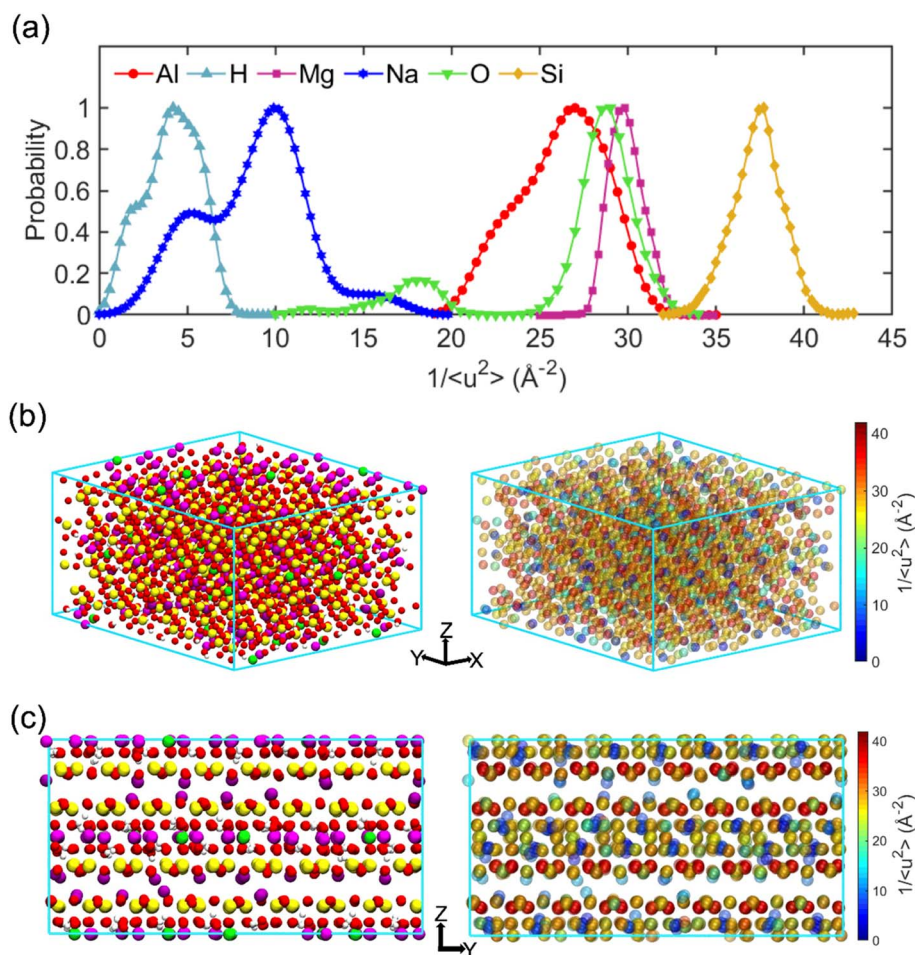 (a)
Al H Mg Na O Si
Probability
1
0.8
0.6
0.4
0.2
0
0 5 10 15 20 25 30 35 40 45
1/<u²> (Å⁻²)
(b)
Z
Y X
40
30
20
10
0
1/<u²> (Å⁻²)
(c)
Z
Y
40
30
20
10
0
1/<u²> (Å⁻²)